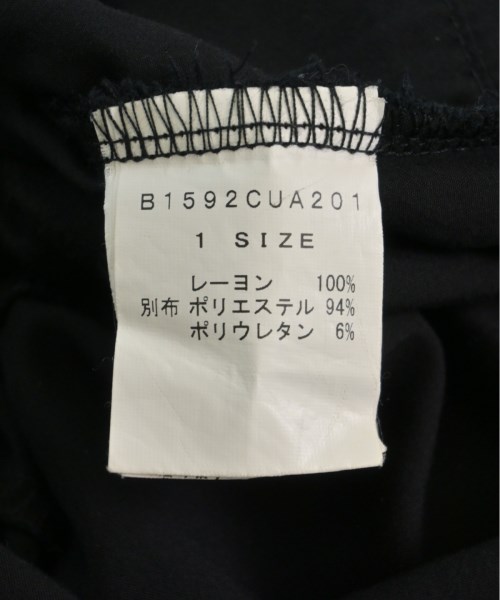 B1592CUA201
1 SIZE
レーヨン 100%
別布 ポリエステル 94%
ポリウレタン 6%